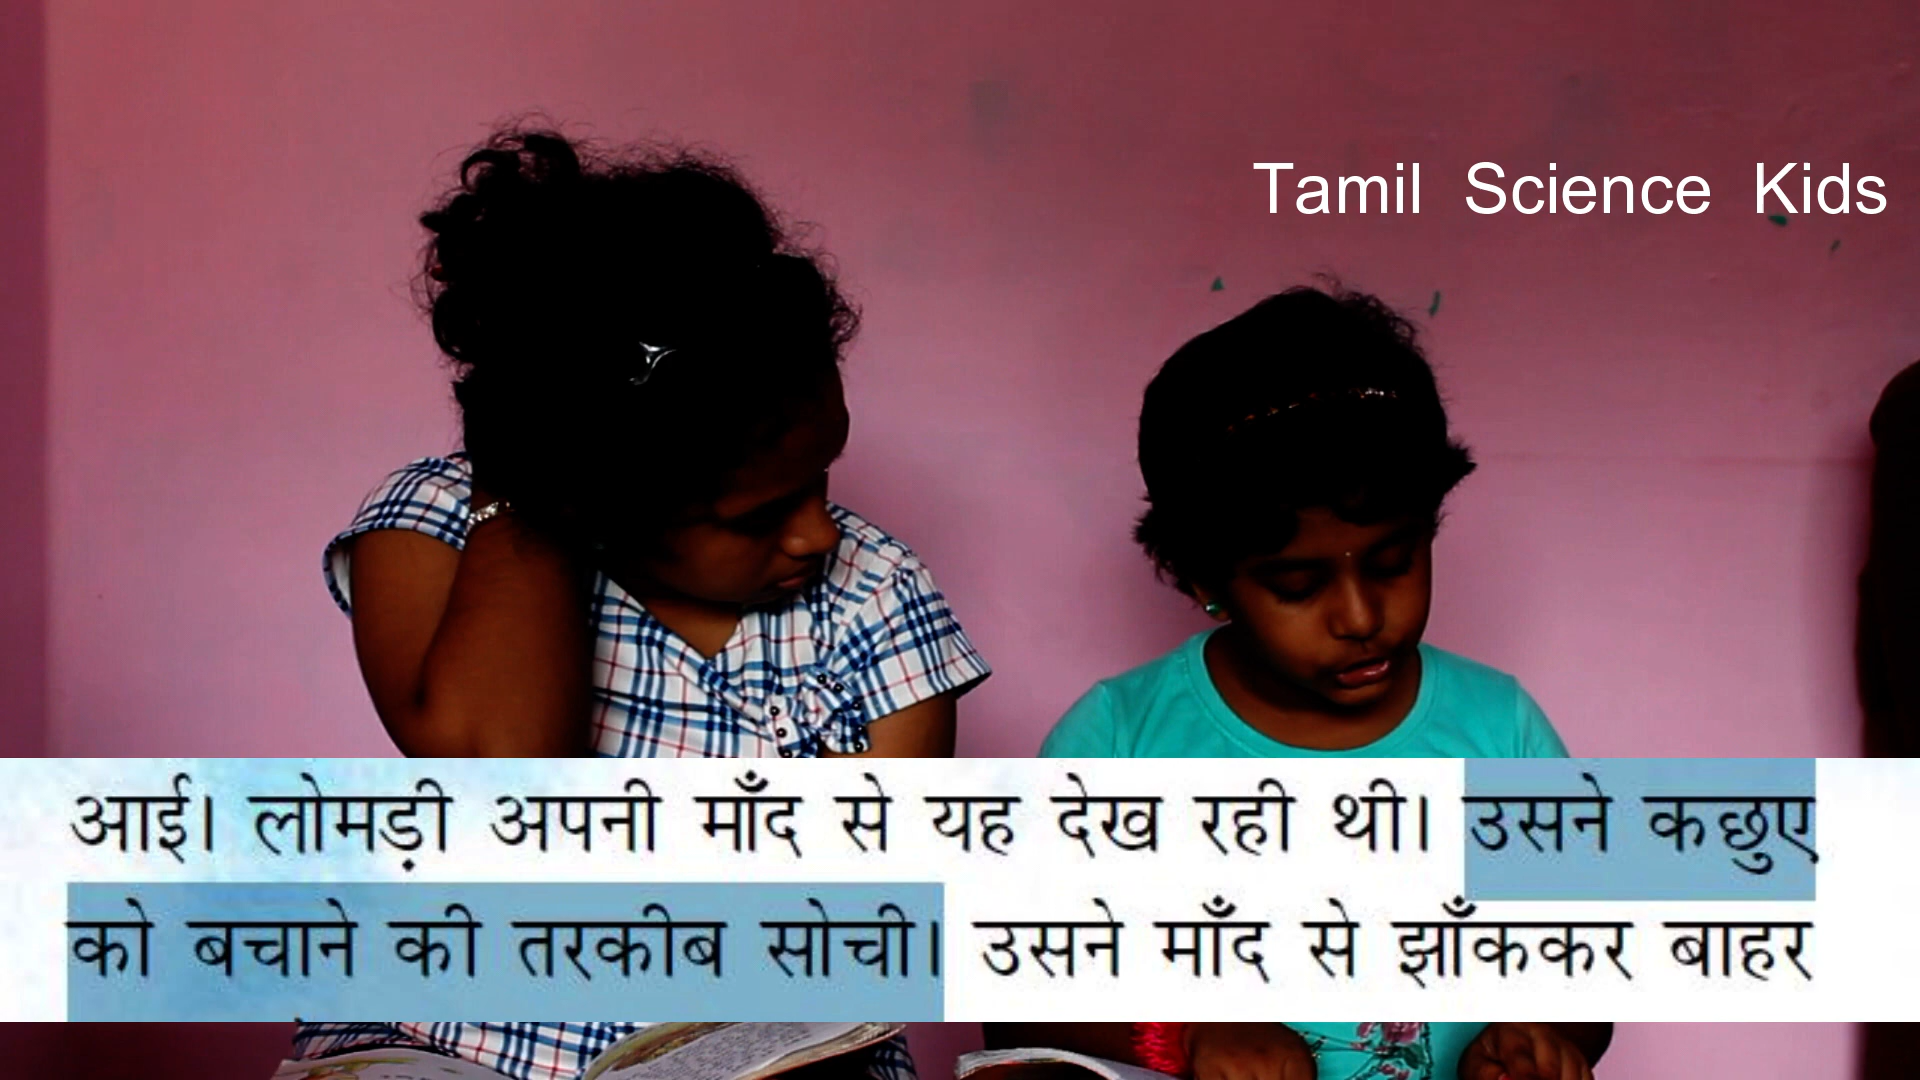 Tamil Science Kids
आई। लोमड़ी अपनी माँद से यह देख रही थी। उसने कछुए
को बचाने की तरकीब सोची। उसने माँद से झाँककर बाहर